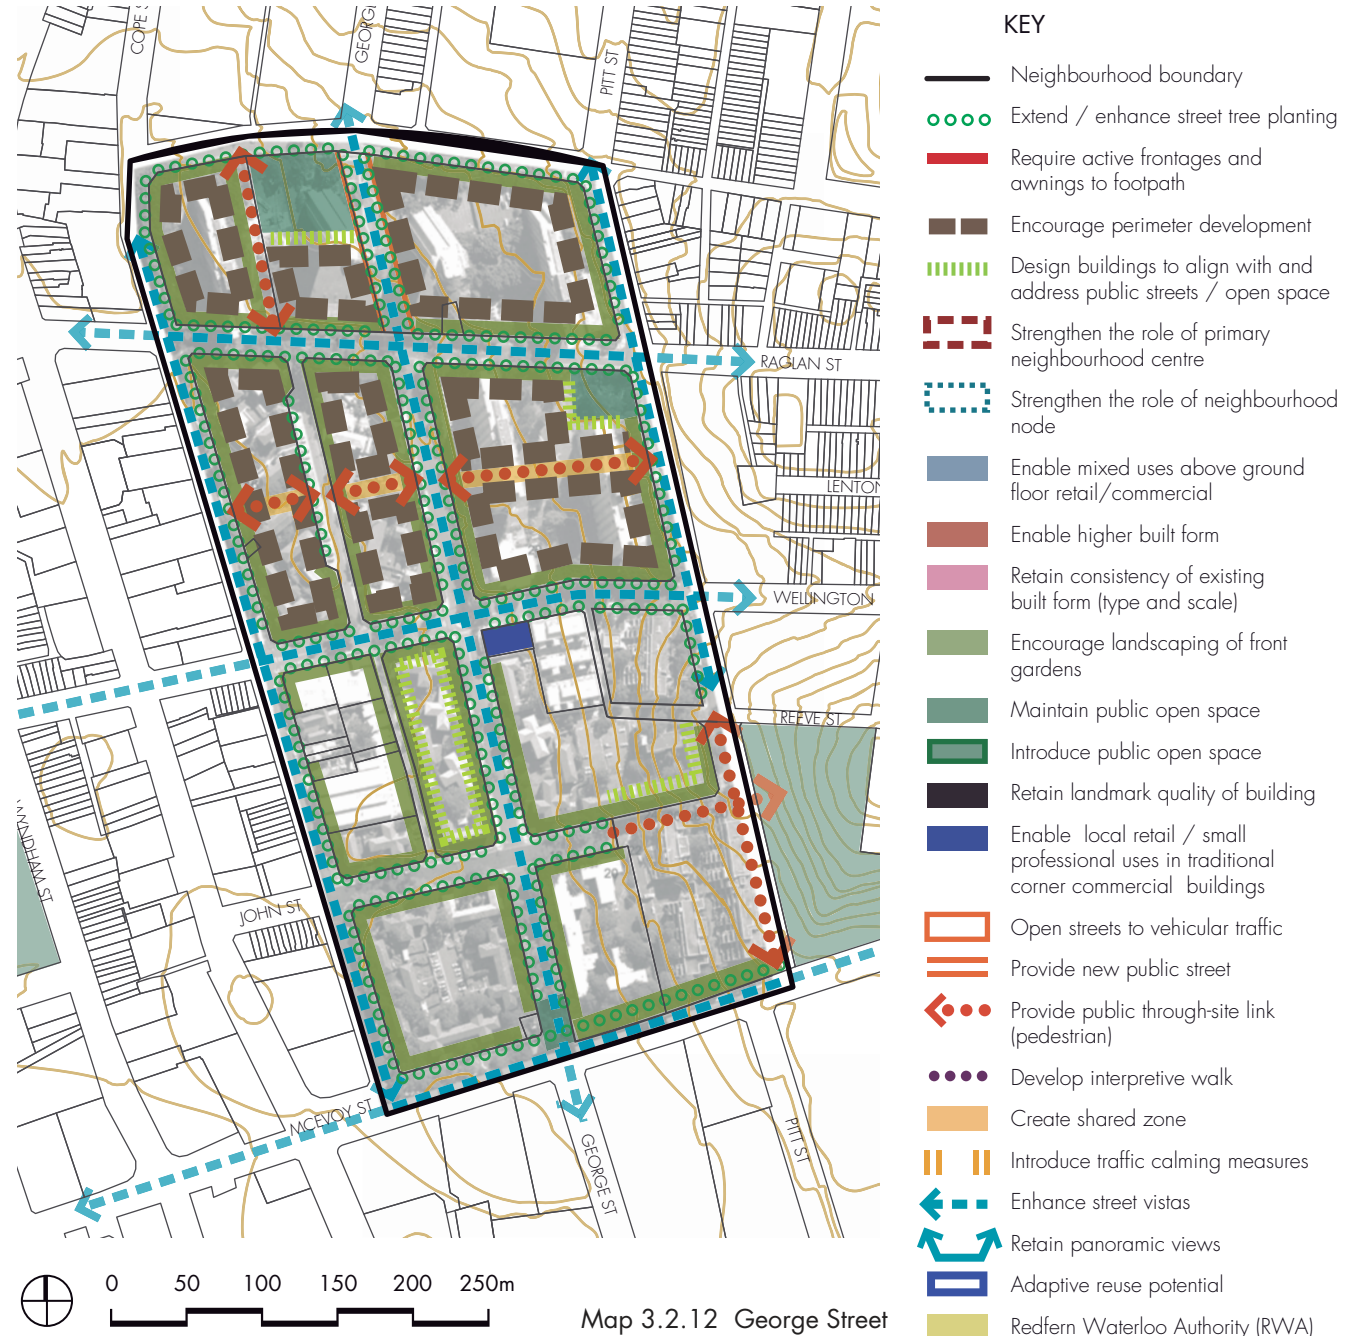 COPE S
GEORGE
PITT ST
RAGLAN ST
LENTON
WELLINGTON
REEVE ST
WYNDHAM ST
JOHN ST
20
MCEVOY ST
GEORGE ST
PITT ST
0 50 100 150 200 250m
Map 3.2.12 George Street
KEY
Neighbourhood boundary
Extend / enhance street tree planting
Require active frontages and
awnings to footpath
Encourage perimeter development
Design buildings to align with and
address public streets / open space
Strengthen the role of primary
neighbourhood centre
Strengthen the role of neighbourhood
node
Enable mixed uses above ground
floor retail/commercial
Enable higher built form
Retain consistency of existing
built form (type and scale)
Encourage landscaping of front
gardens
Maintain public open space
Introduce public open space
Retain landmark quality of building
Enable local retail / small
professional uses in traditional
corner commercial buildings
Open streets to vehicular traffic
Provide new public street
Provide public through-site link
(pedestrian)
Develop interpretive walk
Create shared zone
Introduce traffic calming measures
Enhance street vistas
Retain panoramic views
Adaptive reuse potential
Redfern Waterloo Authority (RWA)